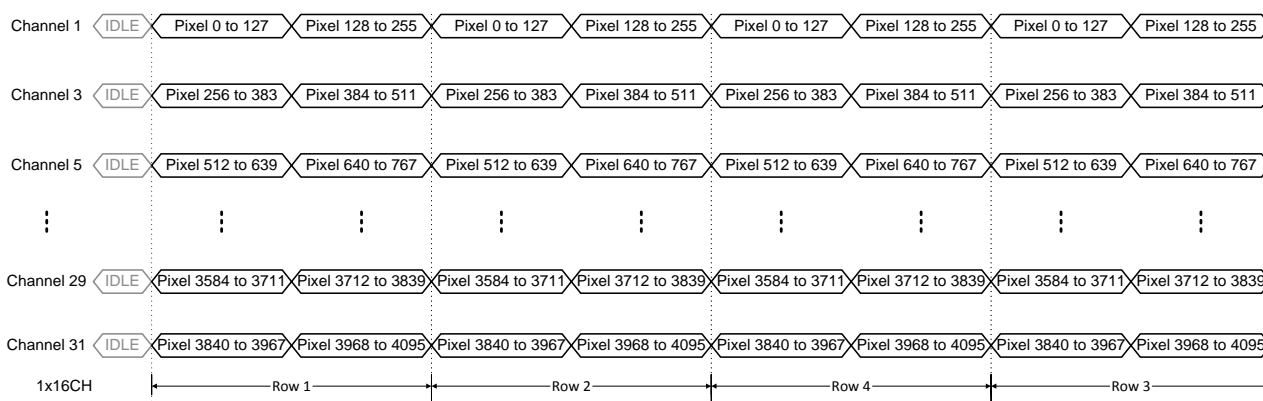 Channel 1 IDLE Pixel 0 to 127 Pixel 128 to 255 Pixel 0 to 127 Pixel 128 to 255 Pixel 0 to 127 Pixel 128 to 255 Pixel 0 to 127 Pixel 128 to 255
Channel 3 IDLE Pixel 256 to 383 Pixel 384 to 511 Pixel 256 to 383 Pixel 384 to 511 Pixel 256 to 383 Pixel 384 to 511 Pixel 256 to 383 Pixel 384 to 511
Channel 5 IDLE Pixel 512 to 639 Pixel 640 to 767 Pixel 512 to 639 Pixel 640 to 767 Pixel 512 to 639 Pixel 640 to 767 Pixel 512 to 639 Pixel 640 to 767
Channel 29 IDLE Pixel 3584 to 3711 Pixel 3712 to 3839 Pixel 3584 to 3711 Pixel 3712 to 3839 Pixel 3584 to 3711 Pixel 3712 to 3839 Pixel 3584 to 3711 Pixel 3712 to 3839
Channel 31 IDLE Pixel 3840 to 3967 Pixel 3968 to 4095 Pixel 3840 to 3967 Pixel 3968 to 4095 Pixel 3840 to 3967 Pixel 3968 to 4095 Pixel 3840 to 3967 Pixel 3968 to 4095
1x16CH Row 1 Row 2 Row 4 Row 3